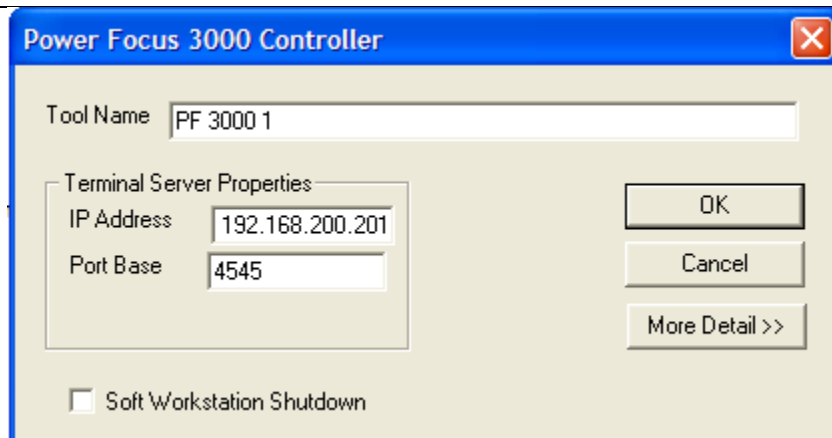 Power Focus 3000 Controller
Tool Name PF 3000 1
Terminal Server Properties
IP Address 192.168.200.201
Port Base 4545
OK
Cancel
More Detail >>
Soft Workstation Shutdown